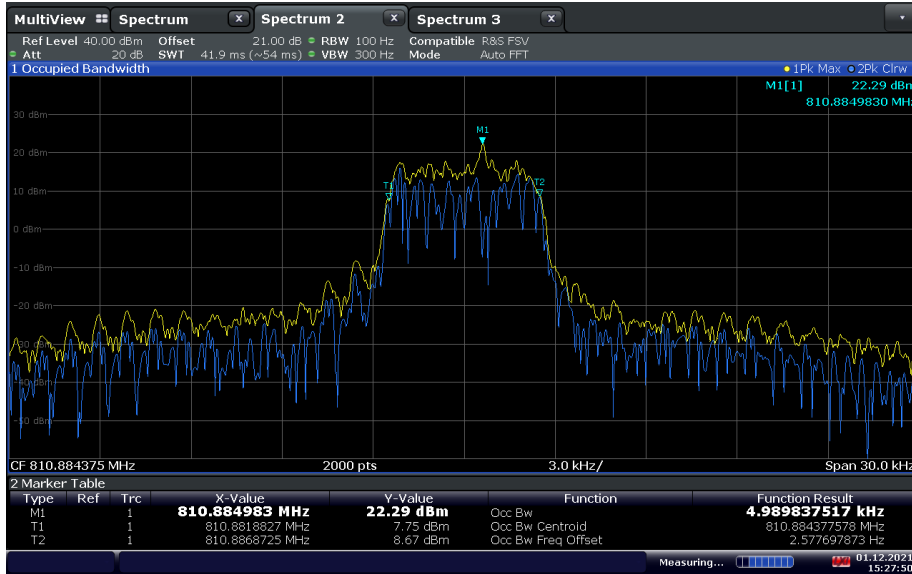 MultiView Spectrum X Spectrum 2 X Spectrum 3 X
Ref Level 40.00 dBm Offset 21.00 dB RBW 100 Hz Compatible R&S FSV
Att 20 dB SWT 41.9 ms (~54 ms) VBW 300 Hz Mode Auto FFT
1 Occupied Bandwidth 1Pk Max 2Pk Clrw
M1[1] 22.29 dBm
810.8849830 MHz
30 dBm
M1
20 dBm
T1 T2
10 dBm
0 dBm
-10 dBm
-20 dBm
-30 dBm
-40 dBm
-50 dBm
CF 810.884375 MHz 2000 pts 3.0 kHz/ Span 30.0 kHz
2 Marker Table
Type Ref Trc X-Value Y-Value Function Function Result
M1 1 810.884983 MHz 22.29 dBm Occ Bw 4.989837517 kHz
T1 1 810.8818827 MHz 7.75 dBm Occ Bw Centroid 810.884377578 MHz
T2 1 810.8868725 MHz 8.67 dBm Occ Bw Freq Offset 2.577697873 Hz
Measuring... 01.12.2021
15:27:50